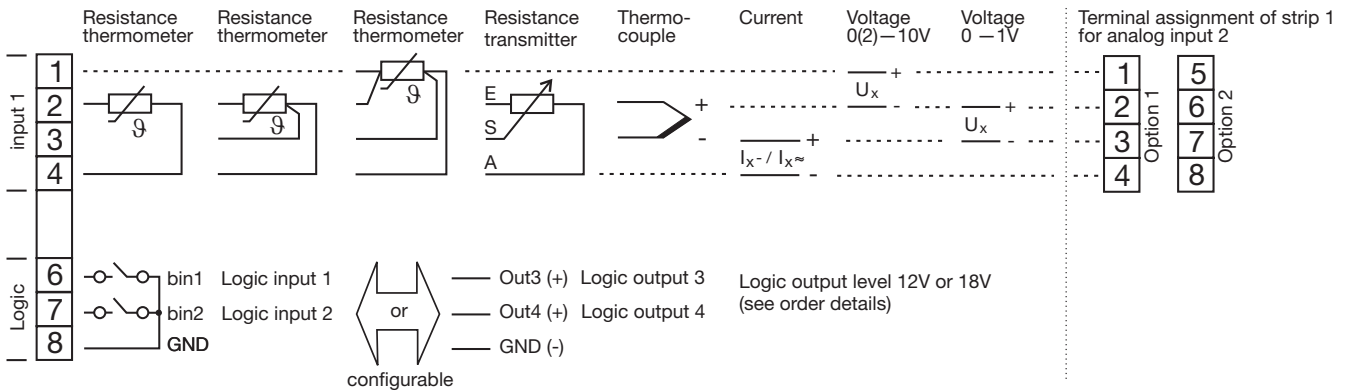 Resistance thermometer
Resistance thermometer
Resistance thermometer
Resistance transmitter
Thermo- couple
Current
Voltage 0(2)—10V
Voltage 0 —1V
Terminal assignment of strip 1 for analog input 2
input 1
1
2
3
4
ϑ
ϑ
ϑ
E
S
A
+
-
+
Ix- / Ix≈
-
+
Ux
-
+
Ux
-
1
2
3
4
Option 1
5
6
7
8
Option 2
Logic
6
7
8
bin1 Logic input 1
bin2 Logic input 2
GND
or
configurable
Out3 (+) Logic output 3
Out4 (+) Logic output 4
GND (-)
Logic output level 12V or 18V
(see order details)